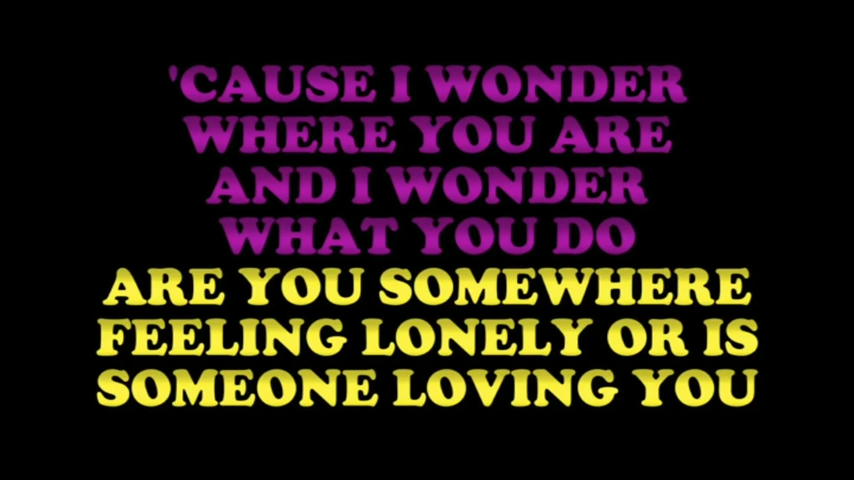 'CAUSE I WONDER
WHERE YOU ARE
AND I WONDER
WHAT YOU DO
ARE YOU SOMEWHERE
FEELING LONELY OR IS
SOMEONE LOVING YOU